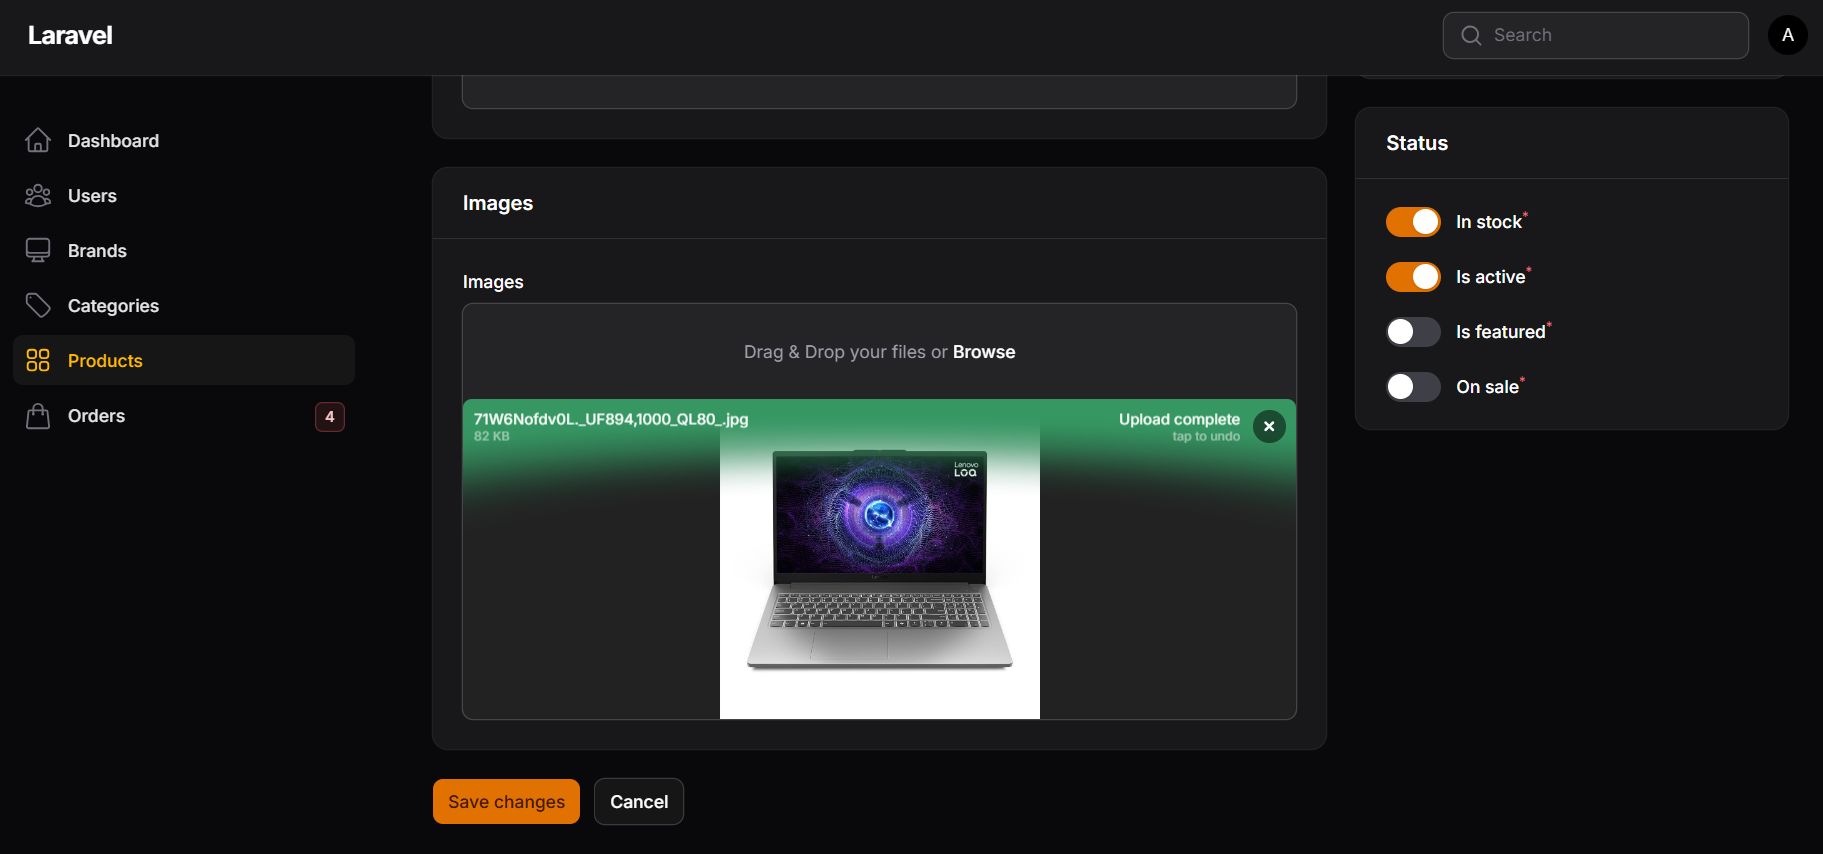 Laravel
Search
A
Dashboard
Users
Brands
Categories
Products
Orders
4
Images
Images
Drag & Drop your files or Browse
71W6Nofdv0L._UF894,1000_QL80_.jpg
82 KB
Upload complete
tap to undo
Lenovo
LOQ
Save changes
Cancel
Status
In stock*
Is active*
Is featured*
On sale*